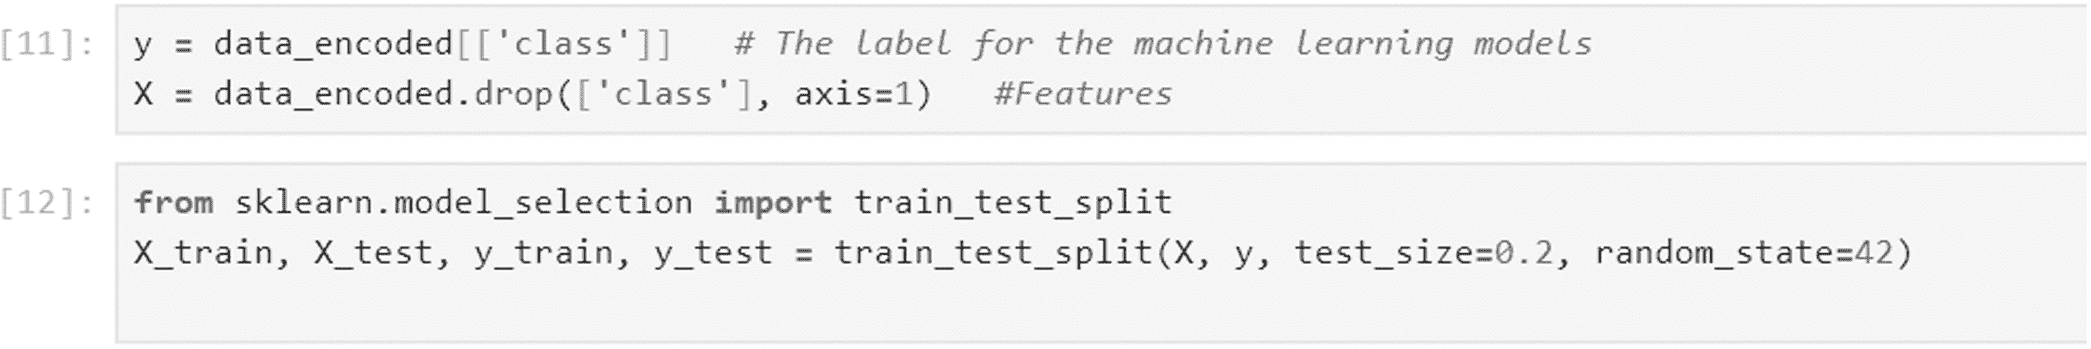 [11]: y = data_encoded[['class']]   # The label for the machine learning models
X = data_encoded.drop(['class'], axis=1)   #Features
[12]: from sklearn.model_selection import train_test_split
X_train, X_test, y_train, y_test = train_test_split(X, y, test_size=0.2, random_state=42)